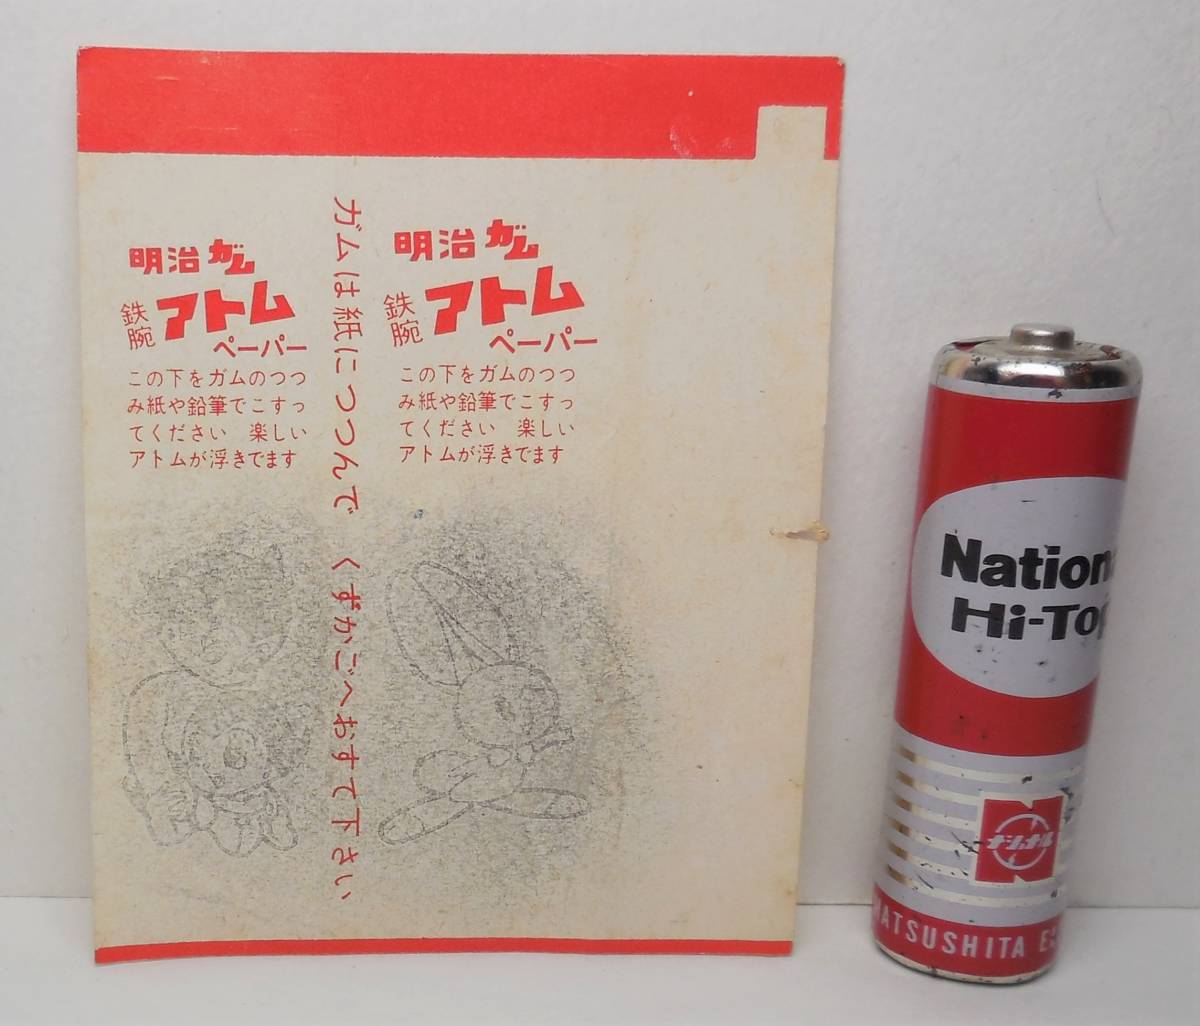 明治ガム
鉄腕アトム
ペーパー
この下をガムのつつ
み紙や鉛筆でこすっ
てください 楽しい
アトムが浮きでます
ガムは紙につつんで くずかごへおすて下さい
明治ガム
鉄腕アトム
ペーパー
この下をガムのつつ
み紙や鉛筆でこすっ
てください 楽しい
アトムが浮きでます
National
Hi-Top
N
ナショナル
MATSUSHITA